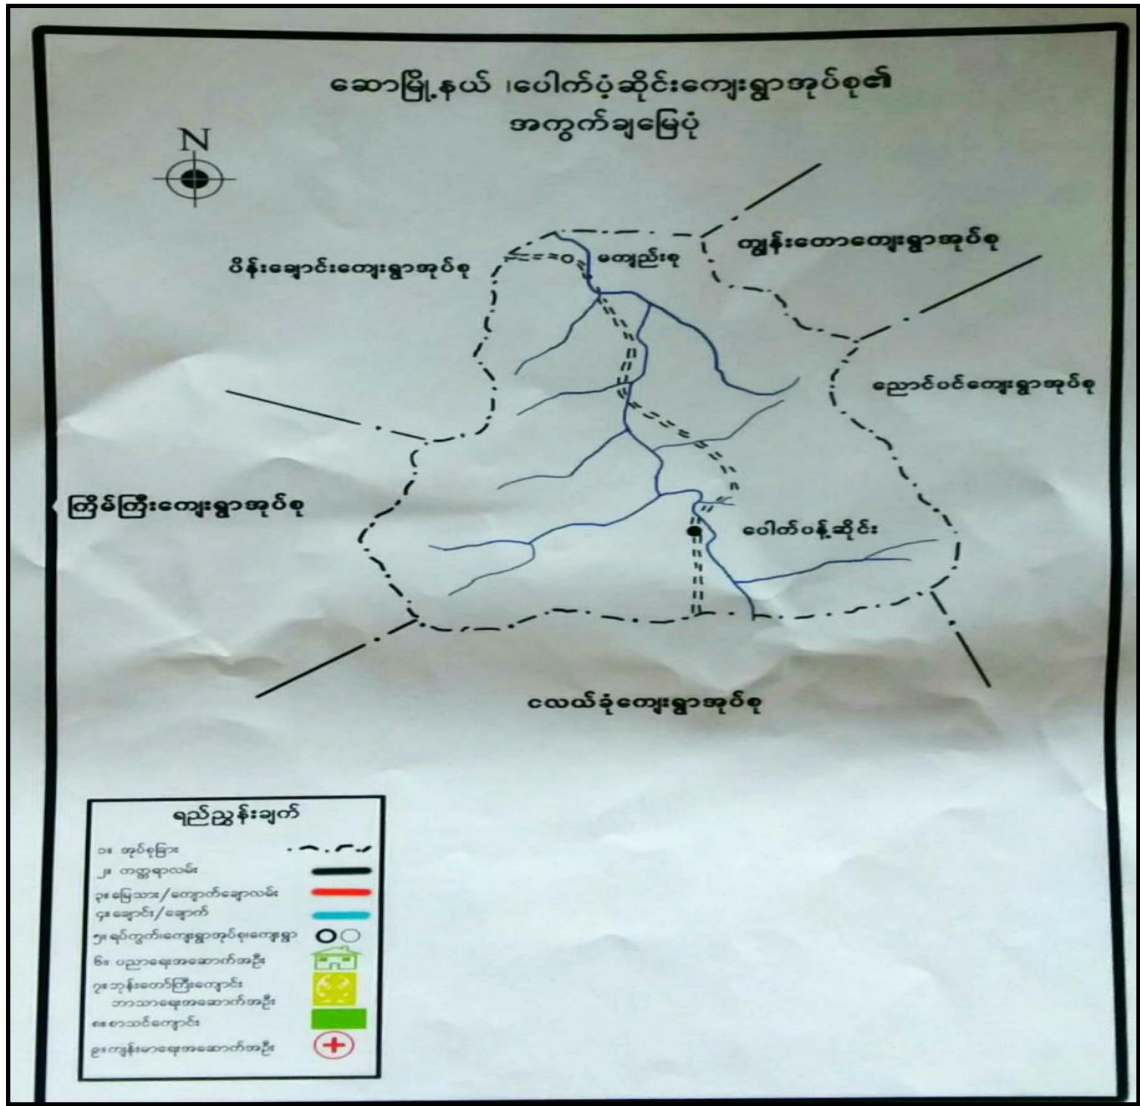 ဆောမြို့နယ် ၊ပေါက်ပံ့ဆိုင်းကျေးရွာအုပ်စု၏
အကွက်ချမြေပုံ
N
ကျွန်းတောကျေးရွာအုပ်စု
ပိန်းချောင်းကျေးရွာအုပ်စု
မကျည်းစု
ညောင်ပင်ကျေးရွာအုပ်စု
ကြိမ်ကြီးကျေးရွာအုပ်စု
ပေါက်ပန့်ဆိုင်း
ငလယ်ခုံကျေးရွာအုပ်စု
ရည်ညွှန်းချက်
၁။ အုပ်စုခြား
၂။ ကတ္တရာလမ်း
၃။ မြေသား/ကျောက်ချောလမ်း
၄။ ချောင်း/ချောက်
၅။ ရပ်ကွက်၊ကျေးရွာအုပ်စု၊ကျေးရွာ
၆။ ပညာရေးအဆောက်အဦး
၇။ ဘုန်းတော်ကြီးကျောင်း
ဘာသာရေးအဆောက်အဦး
၈။ စာသင်ကျောင်း
၉။ ကျန်းမာရေးအဆောက်အဦး